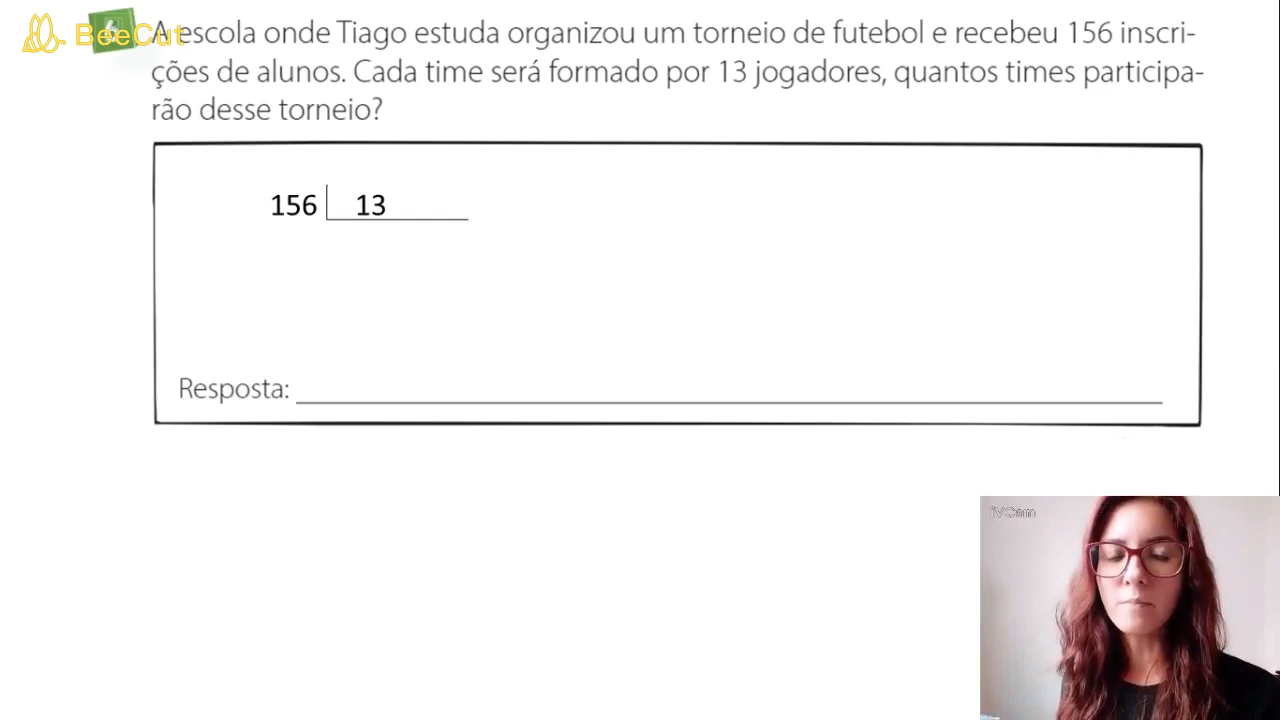 BeeCut
A escola onde Tiago estuda organizou um torneio de futebol e recebeu 156 inscri-
ções de alunos. Cada time será formado por 13 jogadores, quantos times participa-
rão desse torneio?
156 13
Resposta:
iVCam